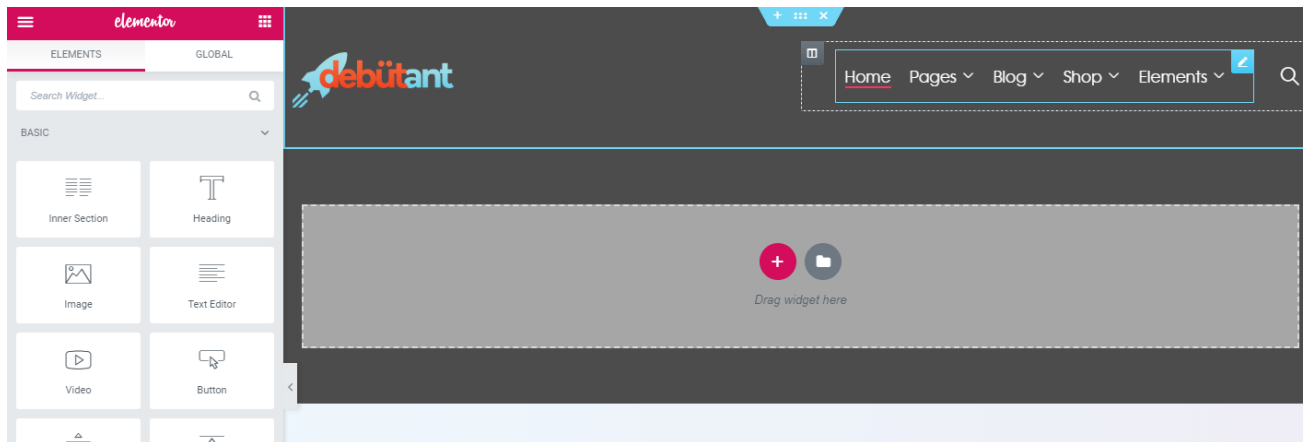 elementor
ELEMENTS GLOBAL
Search Widget...
BASIC
Inner Section Heading
Image Text Editor
Video Button
debütant
Home Pages Blog Shop Elements
Drag widget here